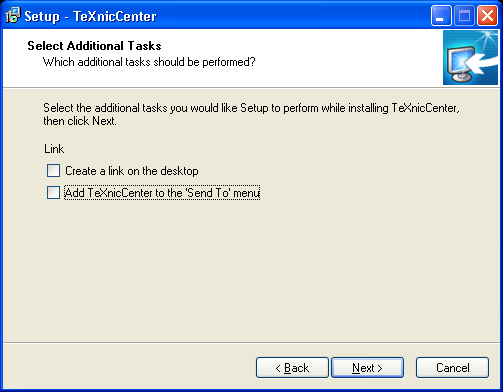 Setup - TeXnicCenter
Select Additional Tasks
Which additional tasks should be performed?
Select the additional tasks you would like Setup to perform while installing TeXnicCenter,
then click Next.
Link
Create a link on the desktop
Add TeXnicCenter to the 'Send To' menu
< Back
Next >
Cancel